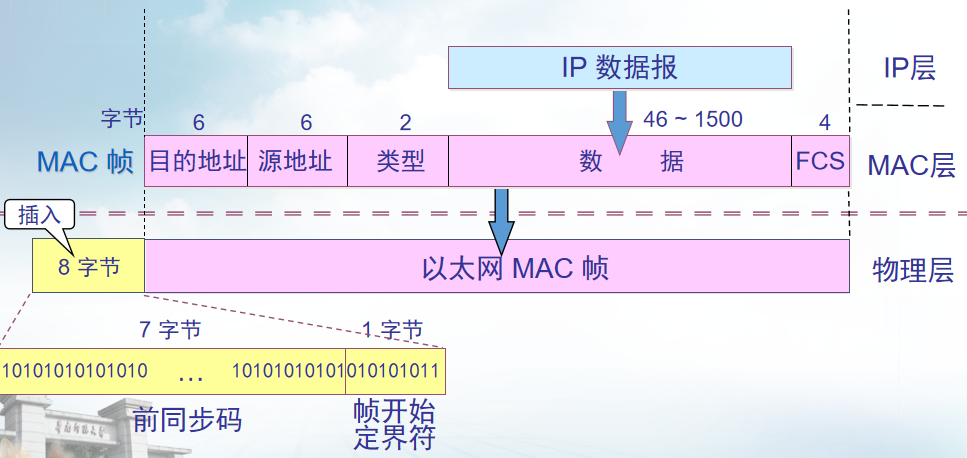 IP 数据报
IP层
字节 6 6 2 46 ~ 1500 4
MAC 帧 目的地址 源地址 类型 数 据 FCS MAC层
插入
8 字节 以太网 MAC 帧 物理层
7 字节 1 字节
10101010101010 … 10101010101 010101011
前同步码 帧开始
定界符